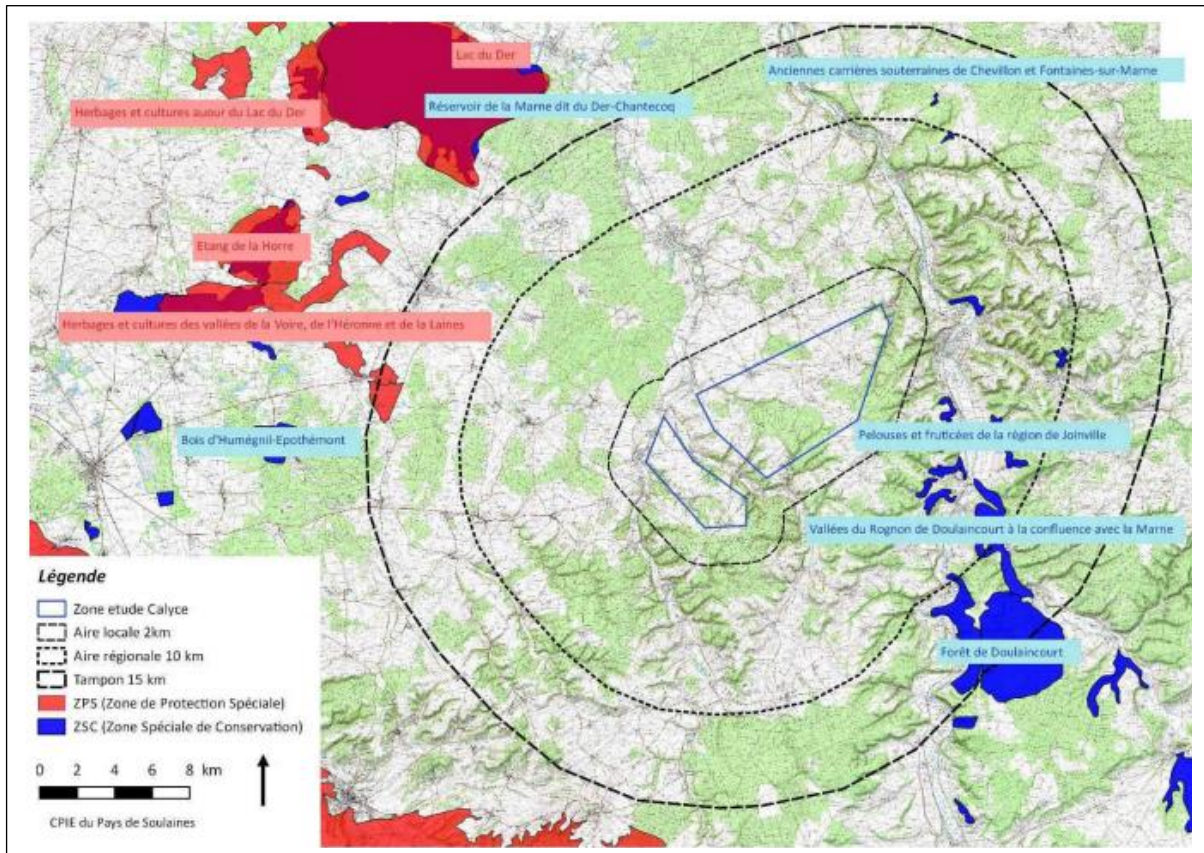 Lac du Der
Anciennes carrières souterraines de Chevillon et Fontaines-sur-Marne
Herbages et cultures autour du Lac du Der
Réservoir de la Marne dit du Der-Chantecoq
Etang de la Horre
Herbages et cultures des vallées de la Voire, de l'Héronne et de la Laines
Bois d'Humégnil-Epothémont
Pelouses et fruticées de la région de Joinville
Vallées du Rognon de Doulaincourt à la confluence avec la Marne
Forêt de Doulaincourt
Légende
Zone etude Calyce
Aire locale 2km
Aire régionale 10 km
Tampon 15 km
ZPS (Zone de Protection Spéciale)
ZSC (Zone Spéciale de Conservation)
0 2 4 6 8 km
CPIE du Pays de Soulaines